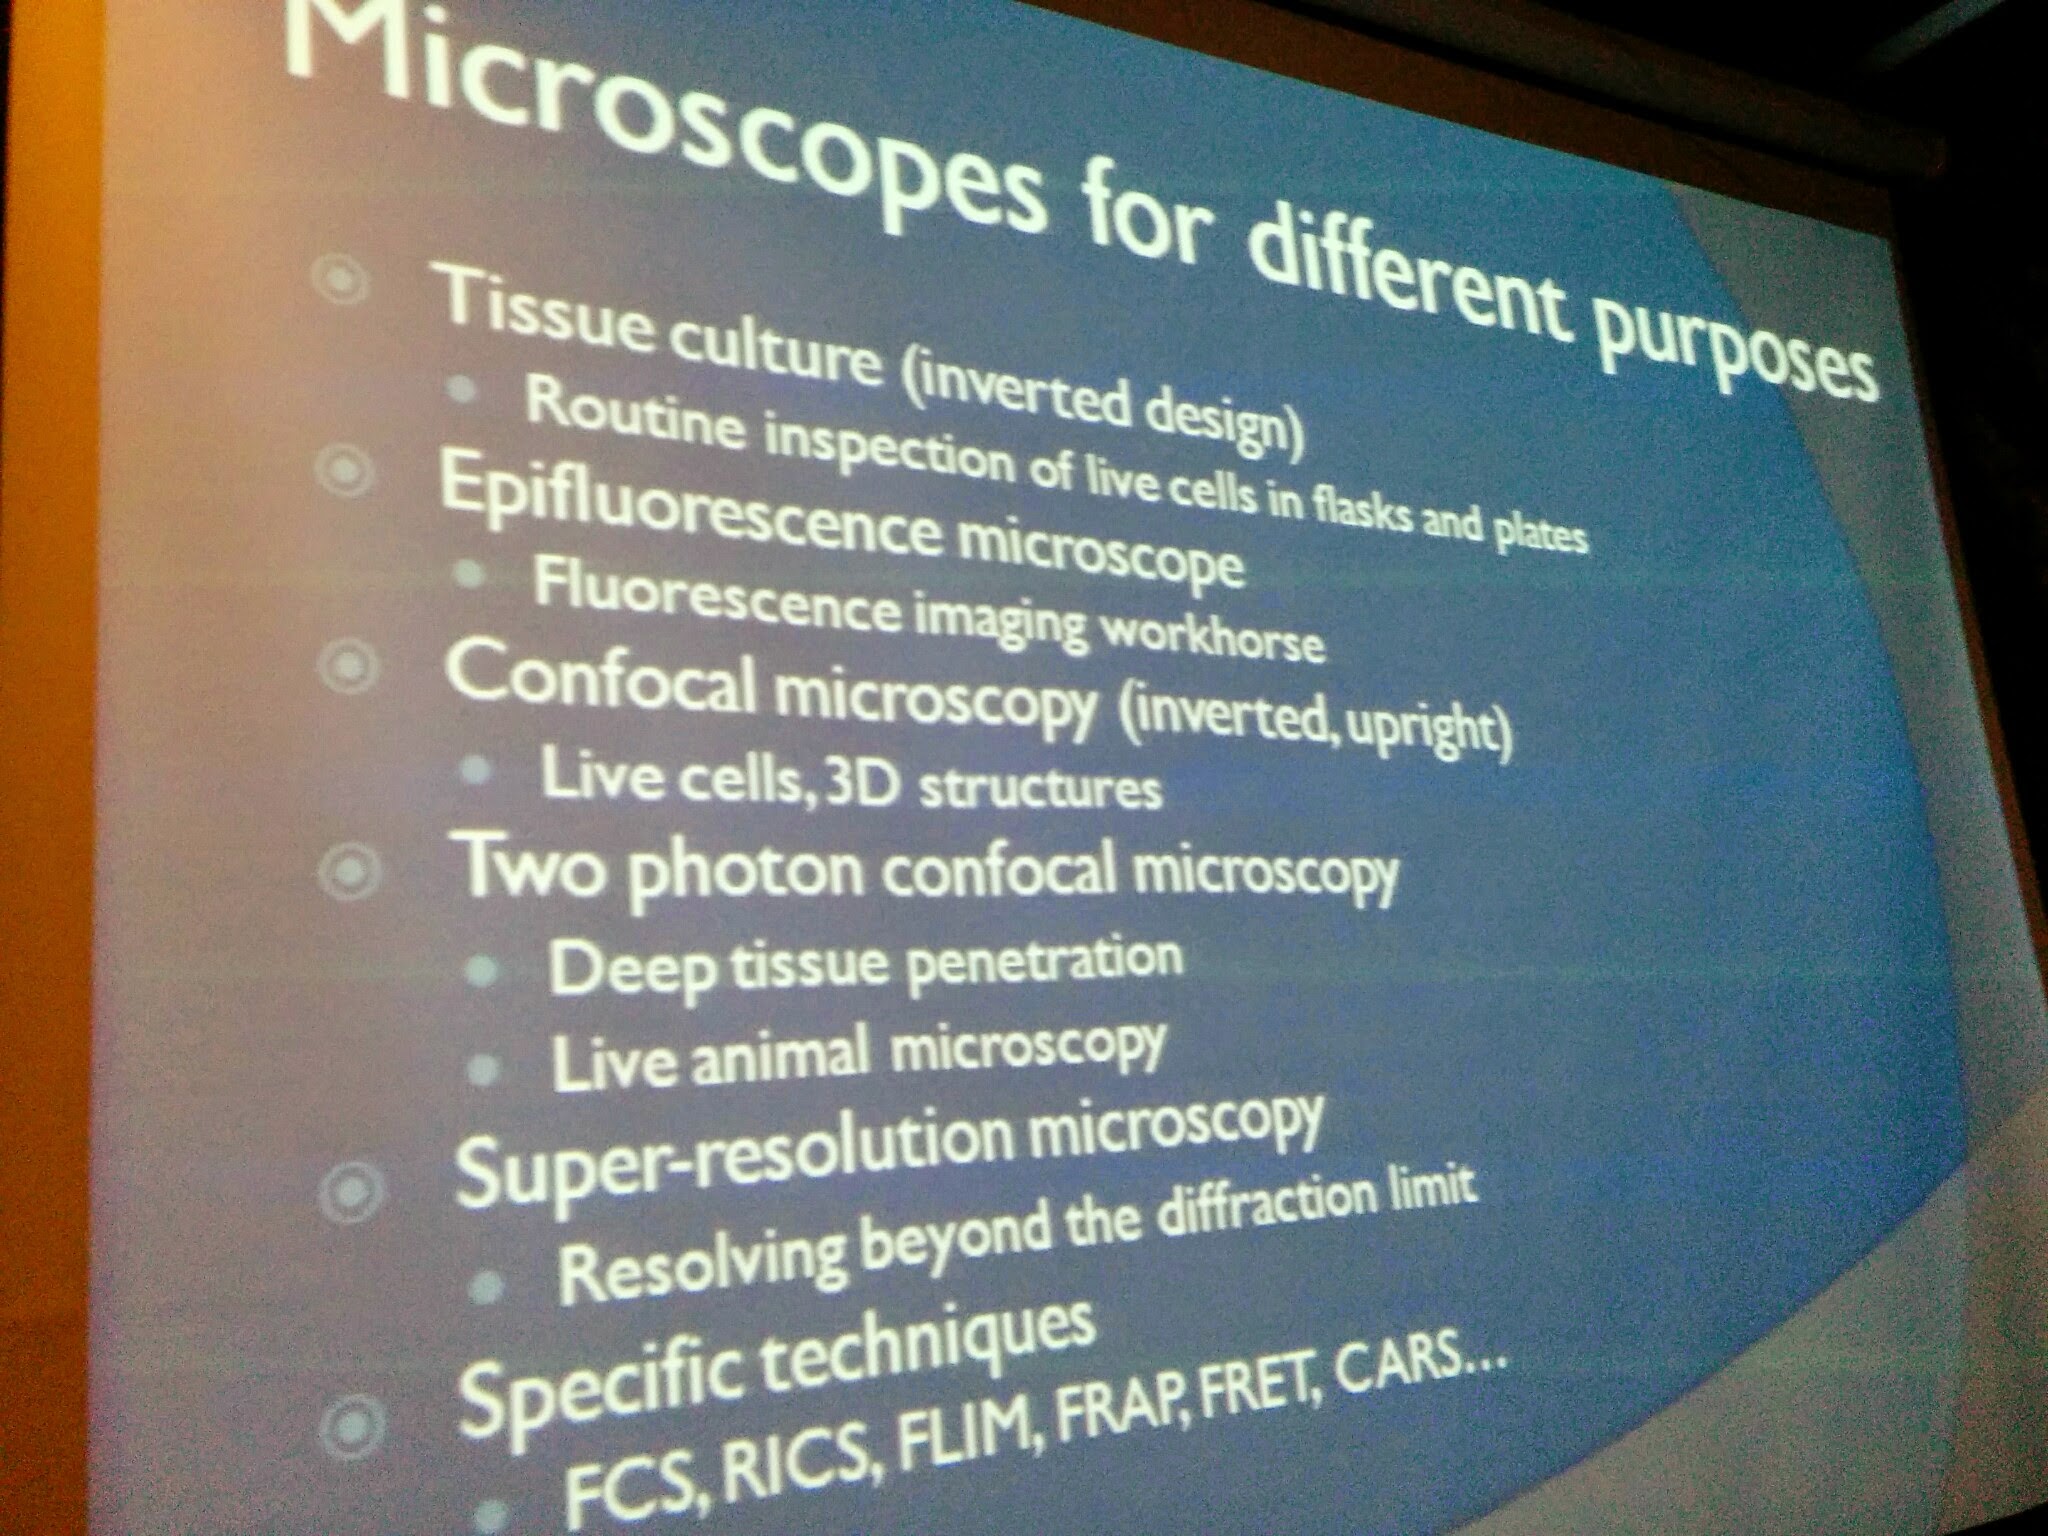 Microscopes for different purposes
Tissue culture (inverted design)
Routine inspection of live cells in flasks and plates
Epifluorescence microscope
Fluorescence imaging workhorse
Confocal microscopy (inverted, upright)
Live cells, 3D structures
Two photon confocal microscopy
Deep tissue penetration
Live animal microscopy
Super-resolution microscopy
Resolving beyond the diffraction limit
Specific techniques
FCS, RICS, FLIM, FRAP, FRET, CARS...